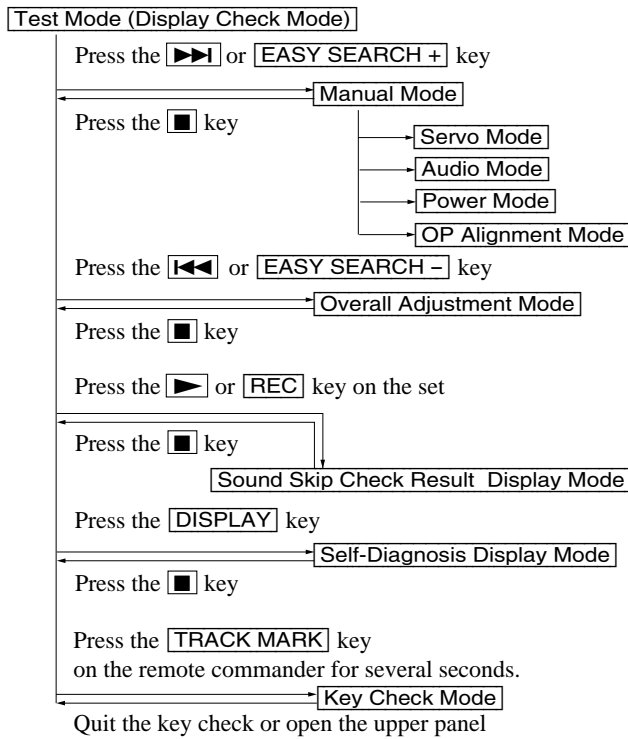 Test Mode (Display Check Mode)
Press the ▶▶I or EASY SEARCH + key
Manual Mode
Press the ■ key
Servo Mode
Audio Mode
Power Mode
OP Alignment Mode
Press the I◀◀ or EASY SEARCH – key
Overall Adjustment Mode
Press the ■ key
Press the ▶ or REC key on the set
Press the ■ key
Sound Skip Check Result Display Mode
Press the DISPLAY key
Self-Diagnosis Display Mode
Press the ■ key
Press the TRACK MARK key
on the remote commander for several seconds.
Key Check Mode
Quit the key check or open the upper panel